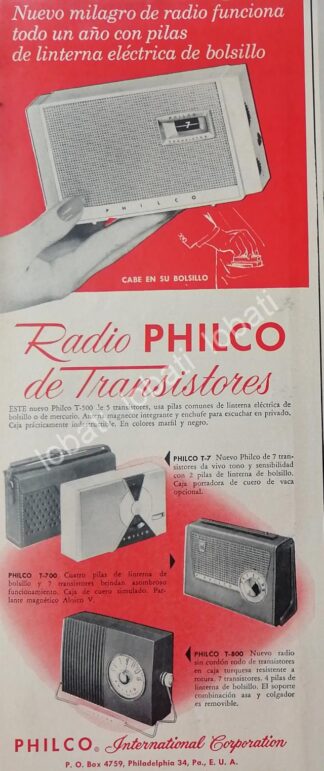 Nuevo milagro de radio funciona
todo un año con pilas
de linterna eléctrica de bolsillo
PHILCO
7
PHILCO
CABE EN SU BOLSILLO
Radio PHILCO
de Transistores
ESTE nuevo Philco T-500 de 5 transistores, usa pilas comunes de linterna eléctrica de
bolsillo o de mercurio. Antena magnecor integrante y enchufe para escuchar en privado.
Caja prácticamente indestructible. En colores marfil y negro.
lobati lobati lobati
PHILCO T-7 Nuevo Philco de 7 tran-
sistores da vivo tono y sensibilidad
con 2 pilas de linterna de bolsillo.
Caja portadora de cuero de vaca
opcional.
PHILCO
PHILCO T-700 Cuatro pilas de linterna de
bolsillo y 7 transistores brindan asombroso
funcionamiento. Caja de cuero simulado. Par-
lante magnético Alnico V.
PHILCO T-800 Nuevo radio
sin cordón todo de transistores
en caja turquesa resistente a
rotura. 7 transistores, 4 pilas de
linterna de bolsillo. El soporte
combinación asa y colgador
es removible.
PHILCO® International Corporation
P. O. Box 4759, Philadelphia 34, Pa., E. U. A.